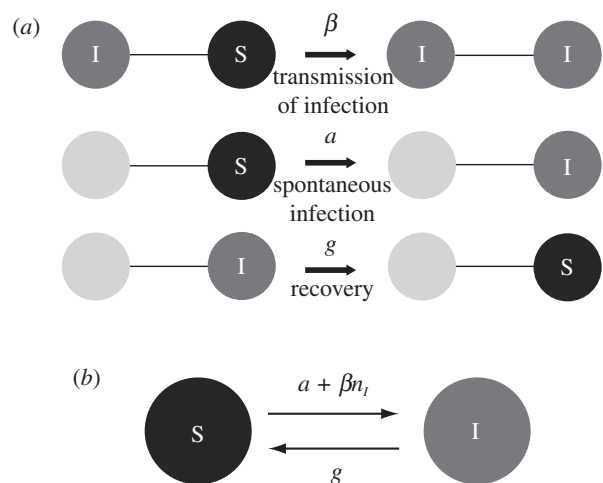 (a)
I S β I I
transmission
of infection
S a I
spontaneous
infection
I g S
recovery
(b)
a + βn_I
S I
g